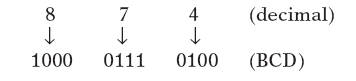 8 7 4 (decimal)
↓ ↓ ↓
1000 0111 0100 (BCD)